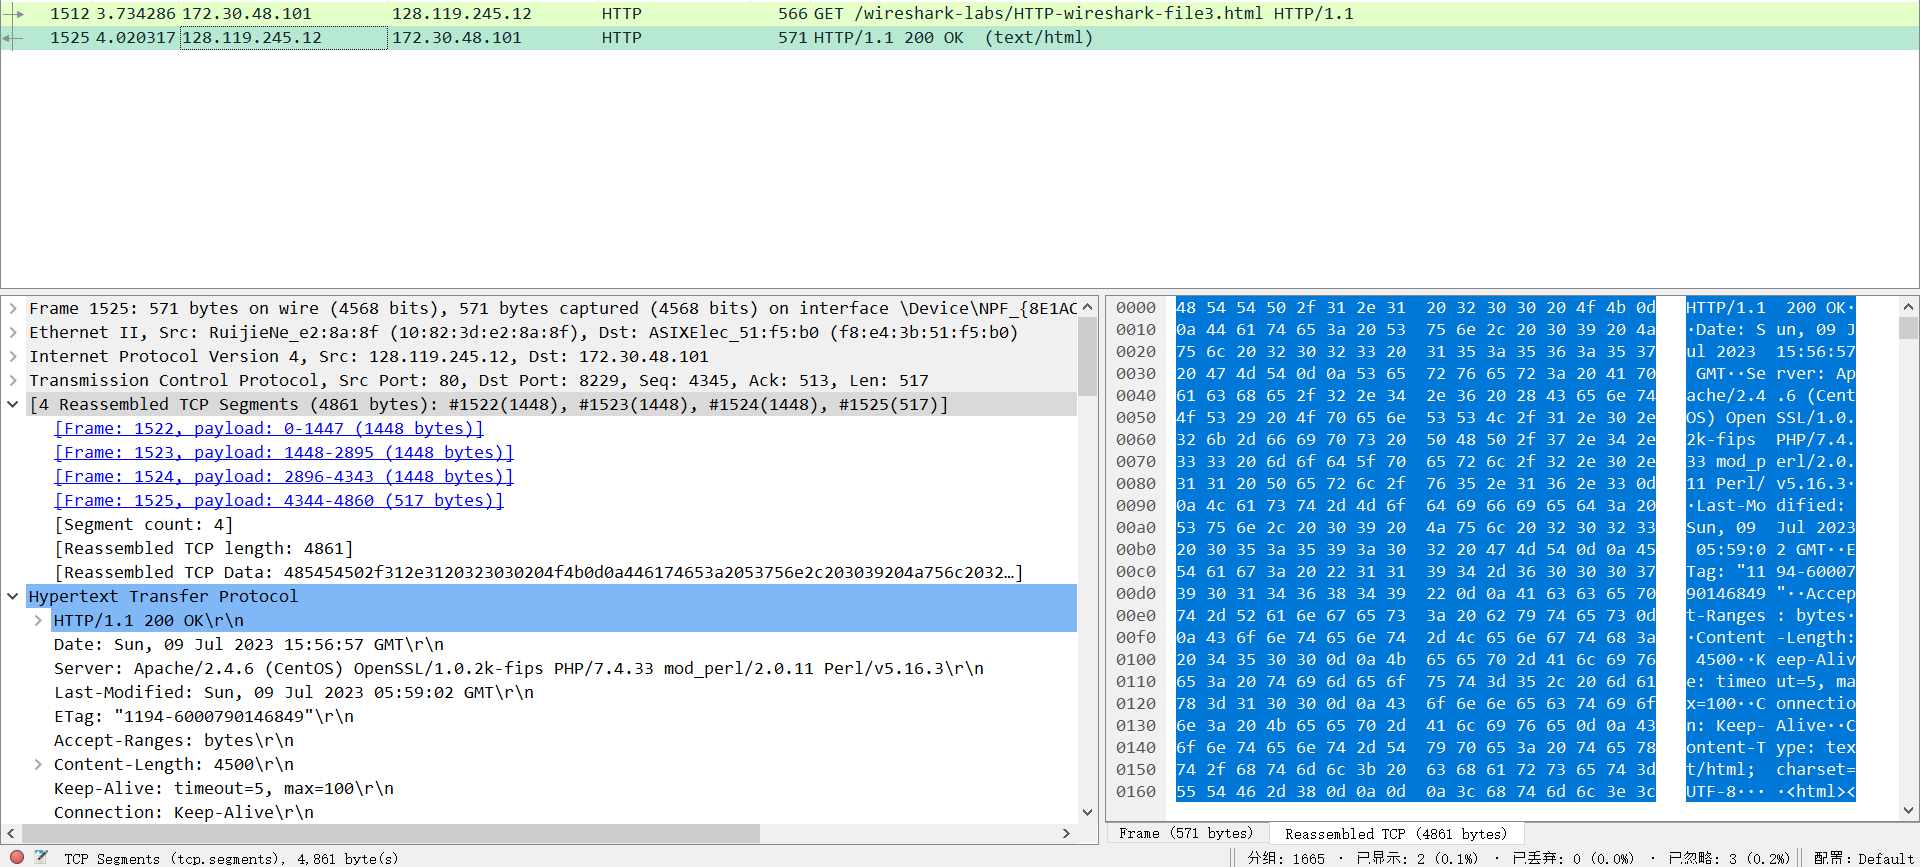 1512 3.734286 172.30.48.101 128.119.245.12 HTTP 566 GET /wireshark-labs/HTTP-wireshark-file3.html HTTP/1.1
1525 4.020317 128.119.245.12 172.30.48.101 HTTP 571 HTTP/1.1 200 OK  (text/html)
Frame 1525: 571 bytes on wire (4568 bits), 571 bytes captured (4568 bits) on interface \Device\NPF_{8E1AC
Ethernet II, Src: RuijieNe_e2:8a:8f (10:82:3d:e2:8a:8f), Dst: ASIXElec_51:f5:b0 (f8:e4:3b:51:f5:b0)
Internet Protocol Version 4, Src: 128.119.245.12, Dst: 172.30.48.101
Transmission Control Protocol, Src Port: 80, Dst Port: 8229, Seq: 4345, Ack: 513, Len: 517
[4 Reassembled TCP Segments (4861 bytes): #1522(1448), #1523(1448), #1524(1448), #1525(517)]
[Frame: 1522, payload: 0-1447 (1448 bytes)]
[Frame: 1523, payload: 1448-2895 (1448 bytes)]
[Frame: 1524, payload: 2896-4343 (1448 bytes)]
[Frame: 1525, payload: 4344-4860 (517 bytes)]
[Segment count: 4]
[Reassembled TCP length: 4861]
[Reassembled TCP Data: 485454502f312e3120323030204f4b0d0a446174653a2053756e2c203039204a756c2032…]
Hypertext Transfer Protocol
HTTP/1.1 200 OK\r\n
Date: Sun, 09 Jul 2023 15:56:57 GMT\r\n
Server: Apache/2.4.6 (CentOS) OpenSSL/1.0.2k-fips PHP/7.4.33 mod_perl/2.0.11 Perl/v5.16.3\r\n
Last-Modified: Sun, 09 Jul 2023 05:59:02 GMT\r\n
ETag: "1194-6000790146849"\r\n
Accept-Ranges: bytes\r\n
Content-Length: 4500\r\n
Keep-Alive: timeout=5, max=100\r\n
Connection: Keep-Alive\r\n
0000 48 54 54 50 2f 31 2e 31 20 32 30 30 20 4f 4b 0d HTTP/1.1 200 OK·
0010 0a 44 61 74 65 3a 20 53 75 6e 2c 20 30 39 20 4a ·Date: S un, 09 J
0020 75 6c 20 32 30 32 33 20 31 35 3a 35 36 3a 35 37 ul 2023 15:56:57
0030 20 47 4d 54 0d 0a 53 65 72 76 65 72 3a 20 41 70 GMT··Se rver: Ap
0040 61 63 68 65 2f 32 2e 34 2e 36 20 28 43 65 6e 74 ache/2.4 .6 (Cent
0050 4f 53 29 20 4f 70 65 6e 53 53 4c 2f 31 2e 30 2e OS) Open SSL/1.0.
0060 32 6b 2d 66 69 70 73 20 50 48 50 2f 37 2e 34 2e 2k-fips PHP/7.4.
0070 33 33 20 6d 6f 64 5f 70 65 72 6c 2f 32 2e 30 2e 33 mod_p erl/2.0.
0080 31 31 20 50 65 72 6c 2f 76 35 2e 31 36 2e 33 0d 11 Perl/ v5.16.3·
0090 0a 4c 61 73 74 2d 4d 6f 64 69 66 69 65 64 3a 20 ·Last-Mo dified:
00a0 53 75 6e 2c 20 30 39 20 4a 75 6c 20 32 30 32 33 Sun, 09 Jul 2023
00b0 20 30 35 3a 35 39 3a 30 32 20 47 4d 54 0d 0a 45 05:59:0 2 GMT··E
00c0 54 61 67 3a 20 22 31 31 39 34 2d 36 30 30 30 37 Tag: "11 94-60007
00d0 39 30 31 34 36 38 34 39 22 0d 0a 41 63 63 65 70 90146849 "··Accep
00e0 74 2d 52 61 6e 67 65 73 3a 20 62 79 74 65 73 0d t-Ranges : bytes·
00f0 0a 43 6f 6e 74 65 6e 74 2d 4c 65 6e 67 74 68 3a ·Content -Length:
0100 20 34 35 30 30 0d 0a 4b 65 65 70 2d 41 6c 69 76 4500··K eep-Aliv
0110 65 3a 20 74 69 6d 65 6f 75 74 3d 35 2c 20 6d 61 e: timeo ut=5, ma
0120 78 3d 31 30 30 0d 0a 43 6f 6e 6e 65 63 74 69 6f x=100··C onnectio
0130 6e 3a 20 4b 65 65 70 2d 41 6c 69 76 65 0d 0a 43 n: Keep- Alive··C
0140 6f 6e 74 65 6e 74 2d 54 79 70 65 3a 20 74 65 78 ontent-T ype: tex
0150 74 2f 68 74 6d 6c 3b 20 63 68 61 72 73 65 74 3d t/html; charset=
0160 55 54 46 2d 38 0d 0a 0d 0a 3c 68 74 6d 6c 3e 3c UTF-8··· ·<html><
Frame (571 bytes) Reassembled TCP (4861 bytes)
TCP Segments (tcp.segments), 4,861 byte(s) 分组: 1665 · 已显示: 2 (0.1%) · 已丢弃: 0 (0.0%) · 已忽略: 3 (0.2%) 配置: Default